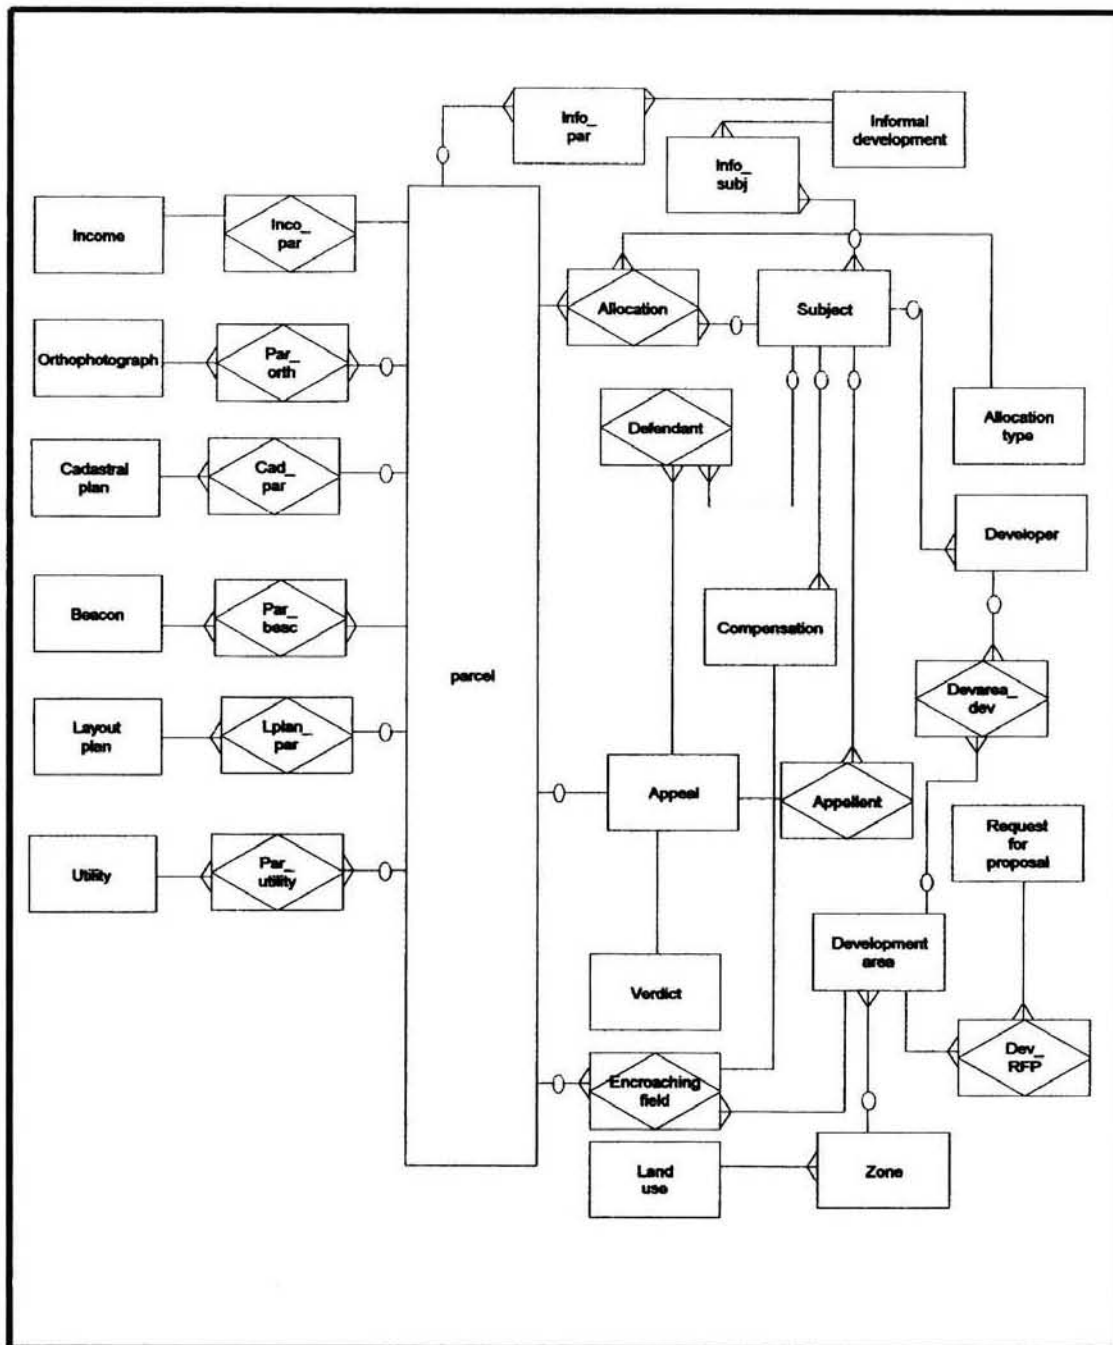 Info_
par
Informal
development
Info_
subj
Income
Inco_
par
Allocation
Subject
Orthophotograph
Par_
orth
Defendant
Allocation
type
Cadastral
plan
Cad_
par
Developer
Beacon
Par_
beac
Compensation
parcel
Devarea_
dev
Layout
plan
Lplan_
par
Appeal
Appellent
Request
for
proposal
Utility
Par_
utility
Development
area
Verdict
Dev_
RFP
Encroaching
field
Land
use
Zone